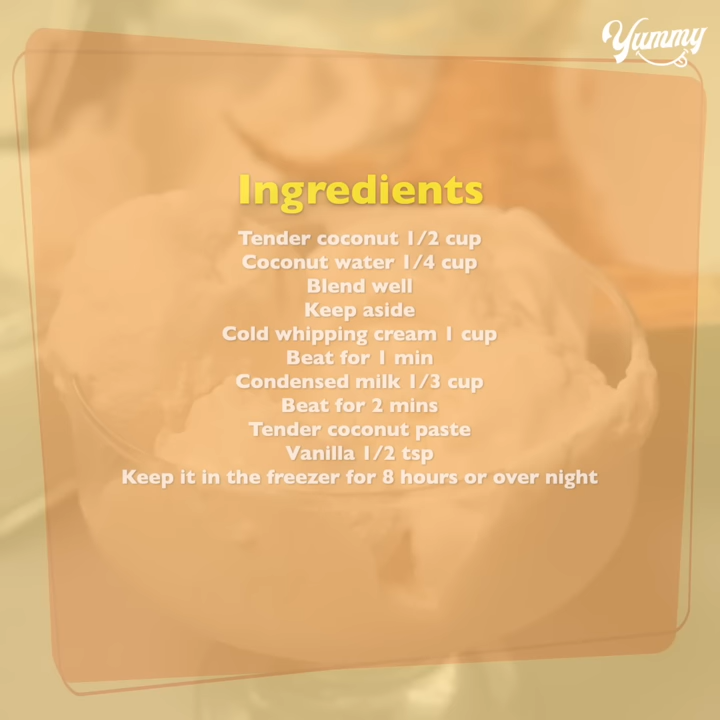 Yummy
Ingredients
Tender coconut 1/2 cup
Coconut water 1/4 cup
Blend well
Keep aside
Cold whipping cream 1 cup
Beat for 1 min
Condensed milk 1/3 cup
Beat for 2 mins
Tender coconut paste
Vanilla 1/2 tsp
Keep it in the freezer for 8 hours or over night